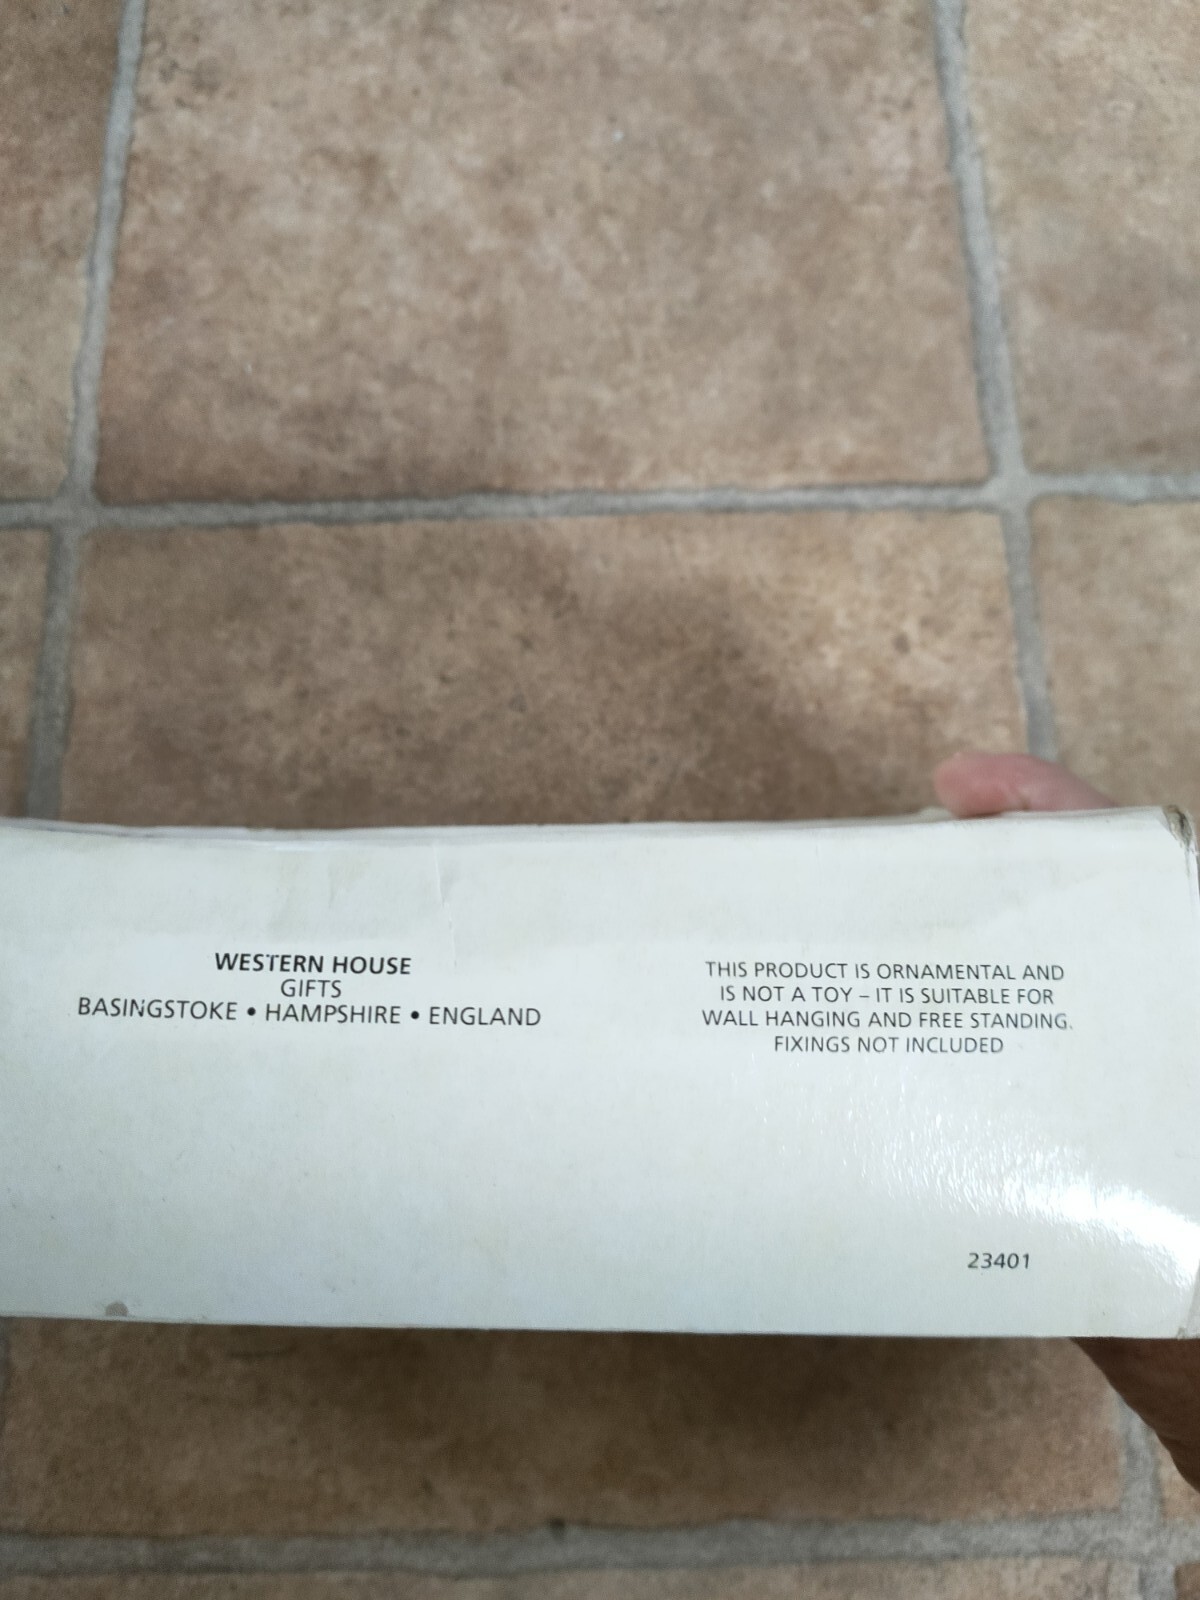 WESTERN HOUSE
GIFTS
BASINGSTOKE • HAMPSHIRE • ENGLAND
THIS PRODUCT IS ORNAMENTAL AND
IS NOT A TOY – IT IS SUITABLE FOR
WALL HANGING AND FREE STANDING.
FIXINGS NOT INCLUDED
23401